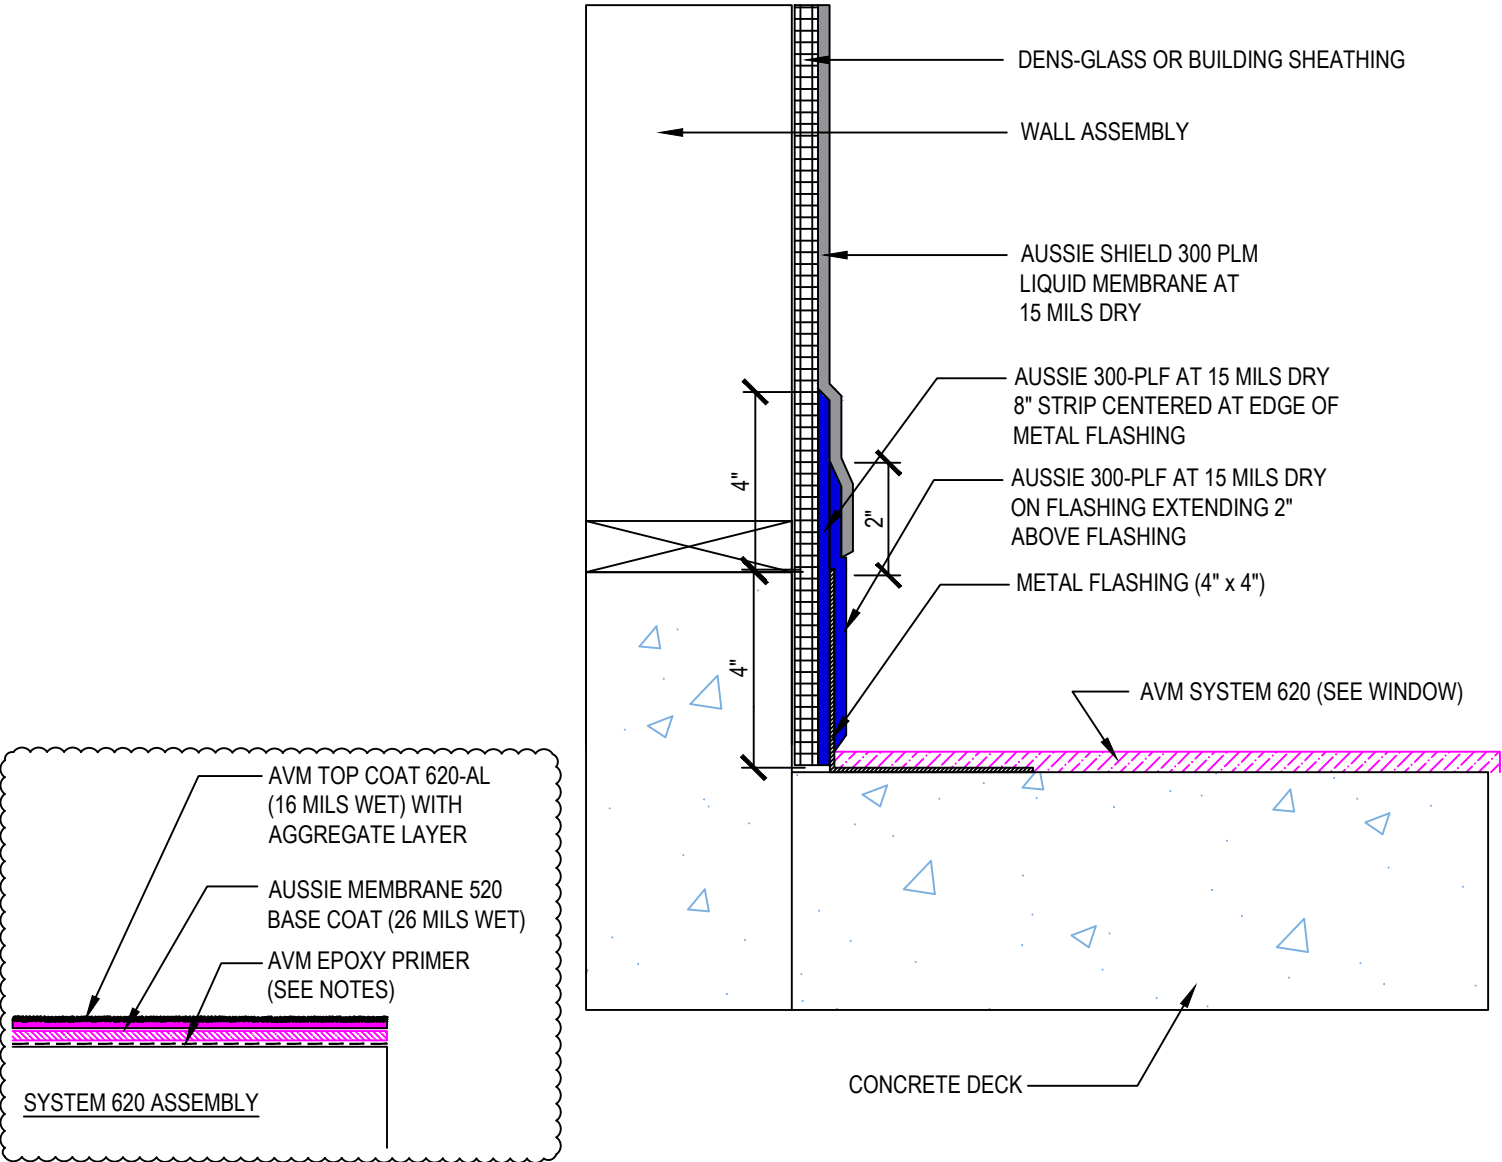 DENS-GLASS OR BUILDING SHEATHING
WALL ASSEMBLY
AUSSIE SHIELD 300 PLM
LIQUID MEMBRANE AT
15 MILS DRY
AUSSIE 300-PLF AT 15 MILS DRY
8" STRIP CENTERED AT EDGE OF
METAL FLASHING
4"
2"
AUSSIE 300-PLF AT 15 MILS DRY
ON FLASHING EXTENDING 2"
ABOVE FLASHING
METAL FLASHING (4" x 4")
4"
AVM SYSTEM 620 (SEE WINDOW)
AVM TOP COAT 620-AL
(16 MILS WET) WITH
AGGREGATE LAYER
AUSSIE MEMBRANE 520
BASE COAT (26 MILS WET)
AVM EPOXY PRIMER
(SEE NOTES)
SYSTEM 620 ASSEMBLY
CONCRETE DECK